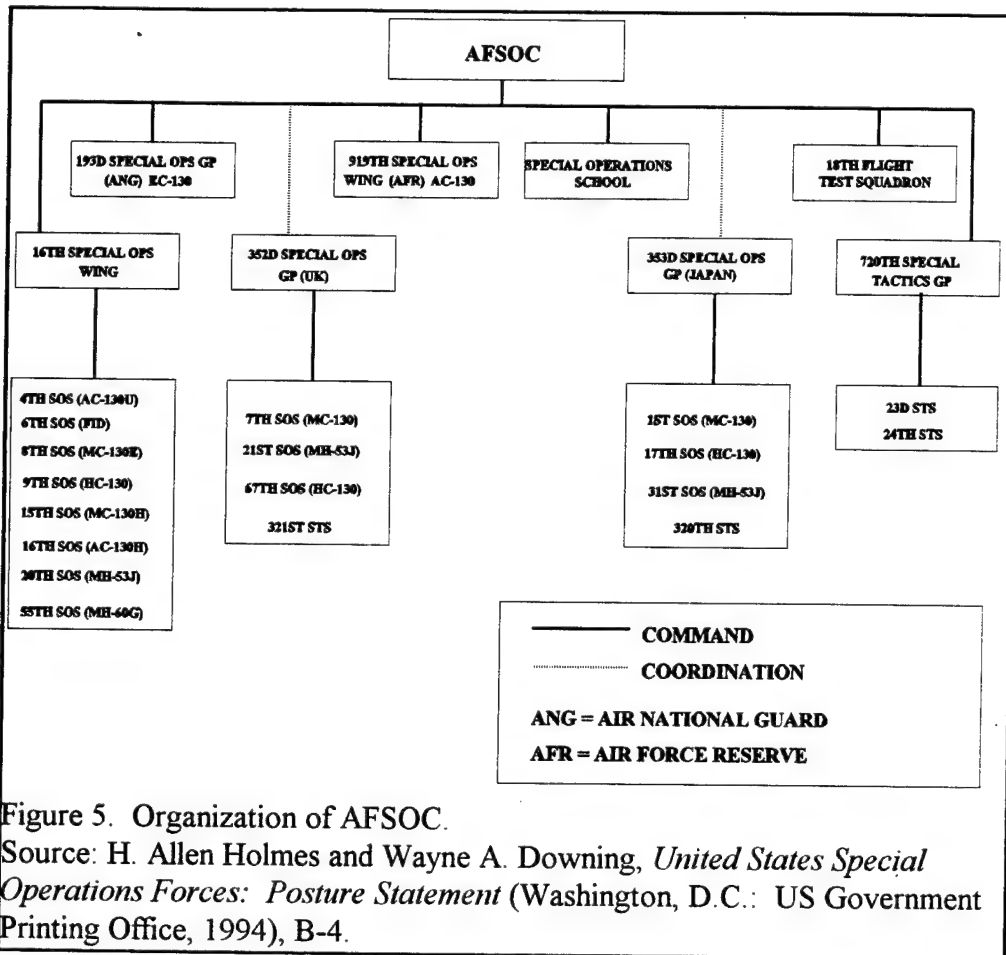 AFSOC
193D SPECIAL OPS GP
(ANG) EC-130
919TH SPECIAL OPS
WING (AFR) AC-130
SPECIAL OPERATIONS
SCHOOL
18TH FLIGHT
TEST SQUADRON
16TH SPECIAL OPS
WING
352D SPECIAL OPS
GP (UK)
353D SPECIAL OPS
GP (JAPAN)
720TH SPECIAL
TACTICS GP
4TH SOS (AC-130U)
6TH SOS (FID)
8TH SOS (MC-130E)
9TH SOS (HC-130)
15TH SOS (MC-130H)
16TH SOS (AC-130H)
20TH SOS (MH-53J)
55TH SOS (MH-60G)
7TH SOS (MC-130)
21ST SOS (MH-53J)
67TH SOS (HC-130)
321ST STS
1ST SOS (MC-130)
17TH SOS (HC-130)
31ST SOS (MH-53J)
320TH STS
23D STS
24TH STS
COMMAND
COORDINATION
ANG = AIR NATIONAL GUARD
AFR = AIR FORCE RESERVE
Figure 5. Organization of AFSOC.
Source: H. Allen Holmes and Wayne A. Downing, United States Special
Operations Forces: Posture Statement (Washington, D.C.: US Government
Printing Office, 1994), B-4.